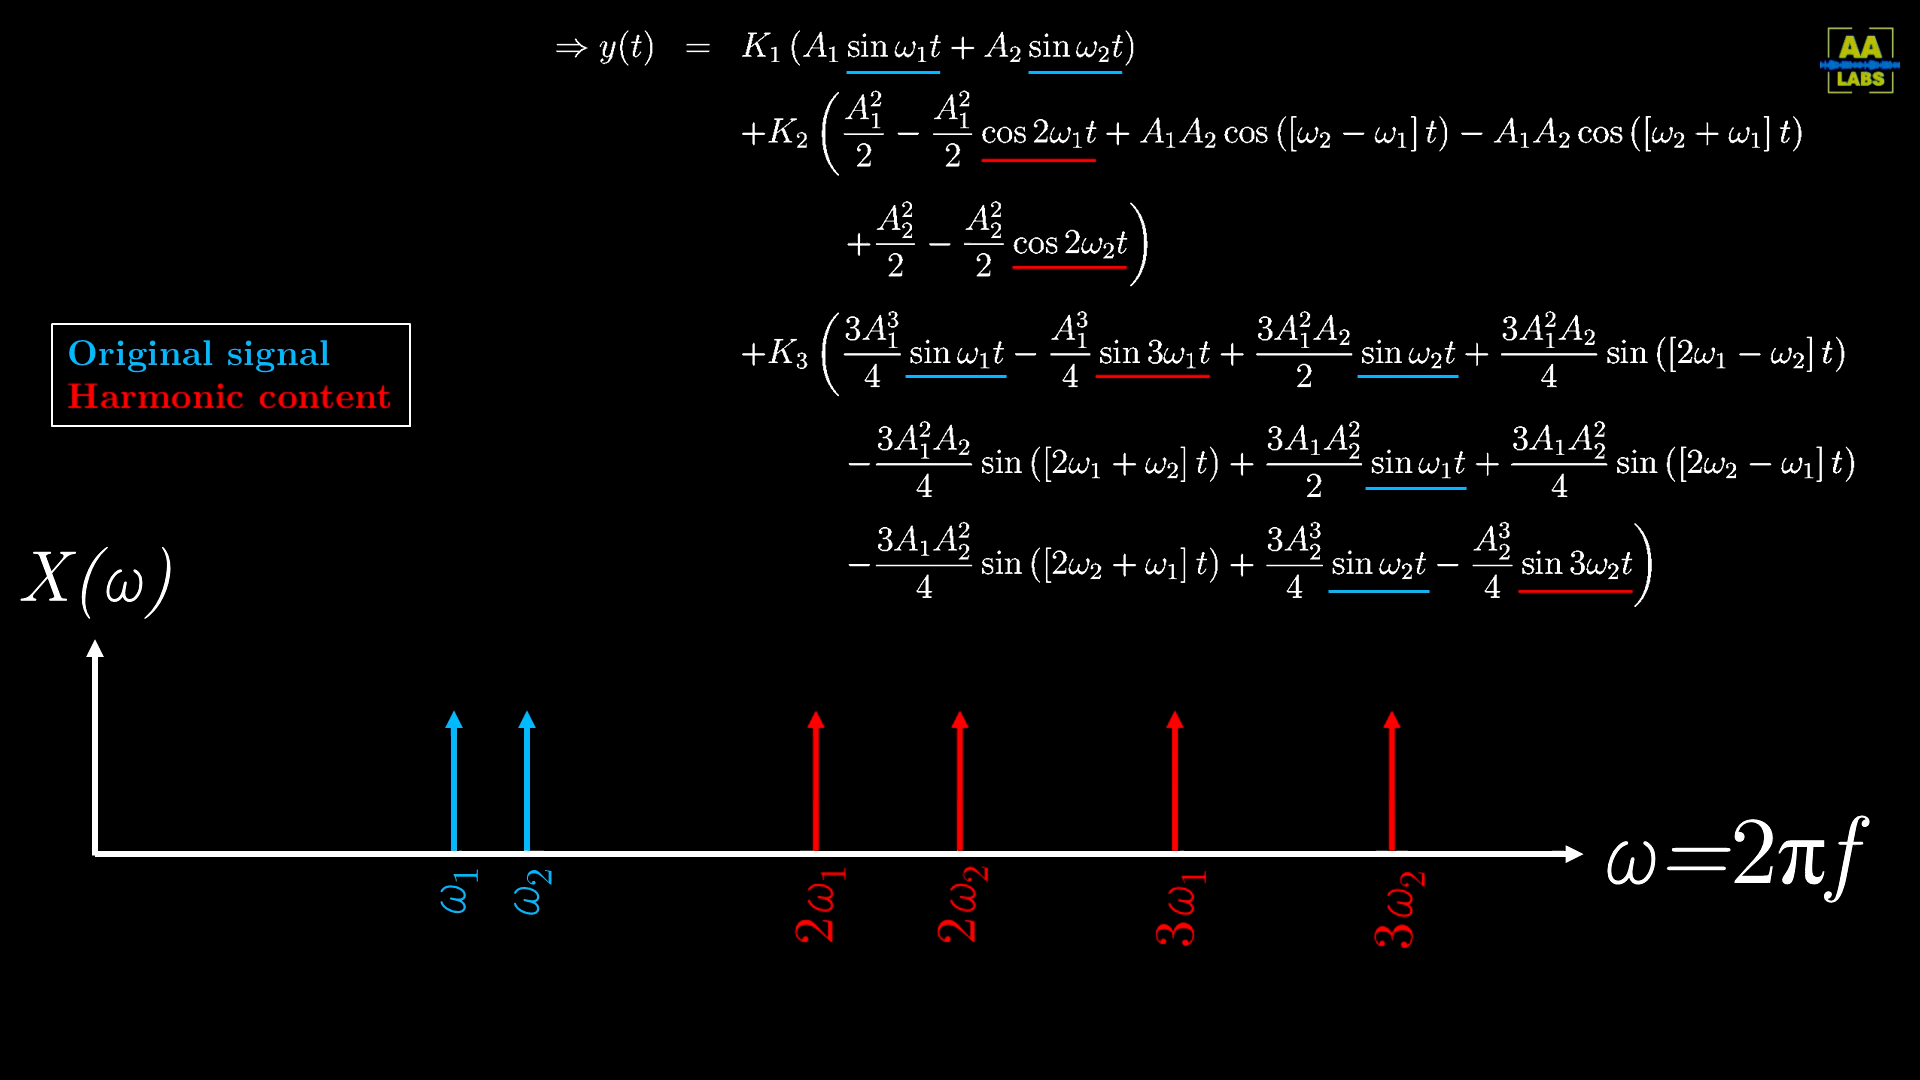 ⇒ y(t) = K₁ (A₁ sin ω₁t + A₂ sin ω₂t)
AA
LABS
+K₂ ( A₁²/2 − A₁²/2 cos 2ω₁t + A₁A₂ cos ([ω₂ − ω₁] t) − A₁A₂ cos ([ω₂ + ω₁] t)
+ A₂²/2 − A₂²/2 cos 2ω₂t )
+K₃ ( 3A₁³/4 sin ω₁t − A₁³/4 sin 3ω₁t + 3A₁²A₂/2 sin ω₂t + 3A₁²A₂/4 sin ([2ω₁ − ω₂] t)
Original signal
Harmonic content
− 3A₁²A₂/4 sin ([2ω₁ + ω₂] t) + 3A₁A₂²/2 sin ω₁t + 3A₁A₂²/4 sin ([2ω₂ − ω₁] t)
− 3A₁A₂²/4 sin ([2ω₂ + ω₁] t) + 3A₂³/4 sin ω₂t − A₂³/4 sin 3ω₂t )
X(ω)
ω=2πf
ω₁
ω₂
2ω₁
2ω₂
3ω₁
3ω₂